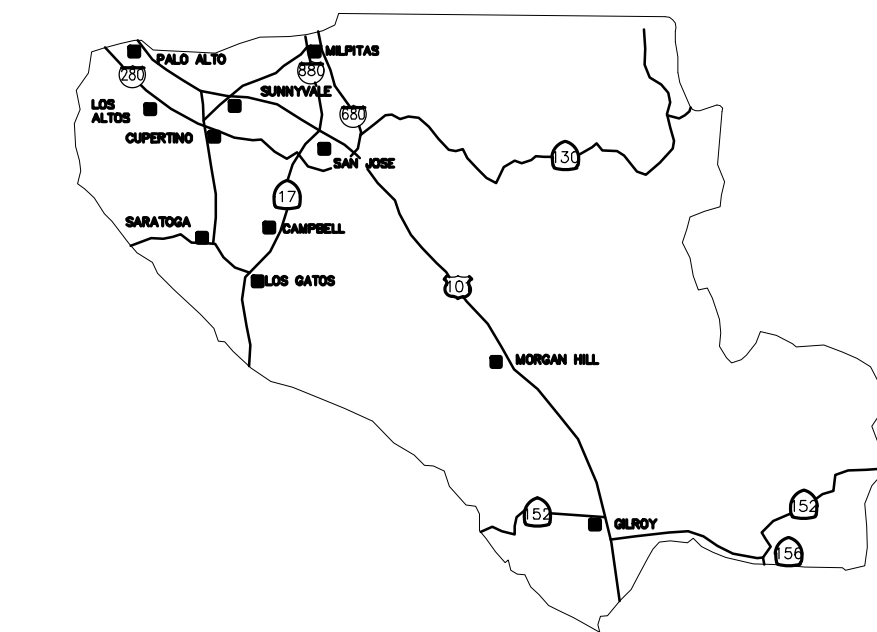 MILPITAS
PALO ALTO
280
880
SUNNYVALE
LOS
ALTOS
680
CUPERTINO
SAN JOSE
130
17
SARATOGA
CAMPBELL
LOS GATOS
10
MORGAN HILL
152
152
GILROY
156